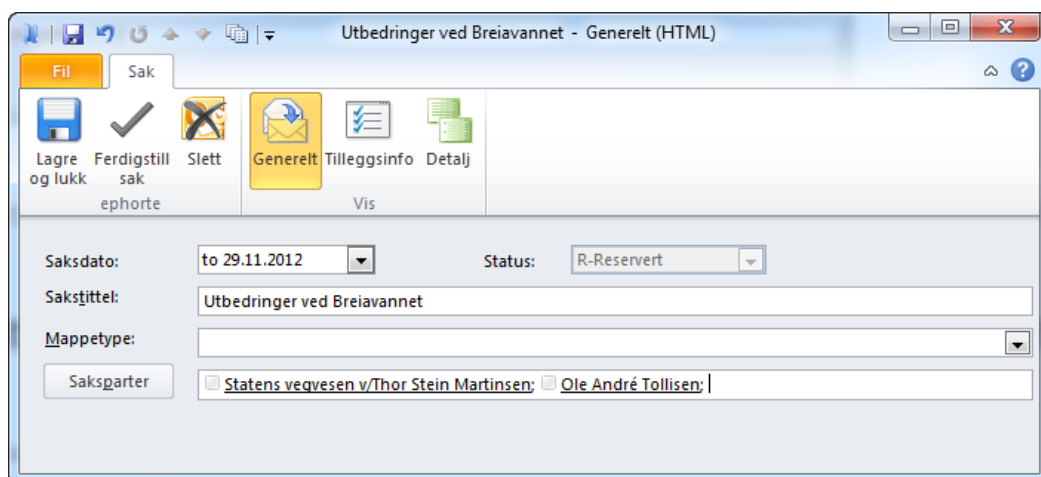 Utbedringer ved Breiavannet - Generelt (HTML)
Fil Sak
Lagre og lukk Ferdigstill sak Slett Generelt Tilleggsinfo Detalj
ephorte Vis
Saksdato: to 29.11.2012 Status: R-Reservert
Sakstittel: Utbedringer ved Breiavannet
Mappetype:
Saksparter Statens vegvesen v/Thor Stein Martinsen; Ole André Tollisen;